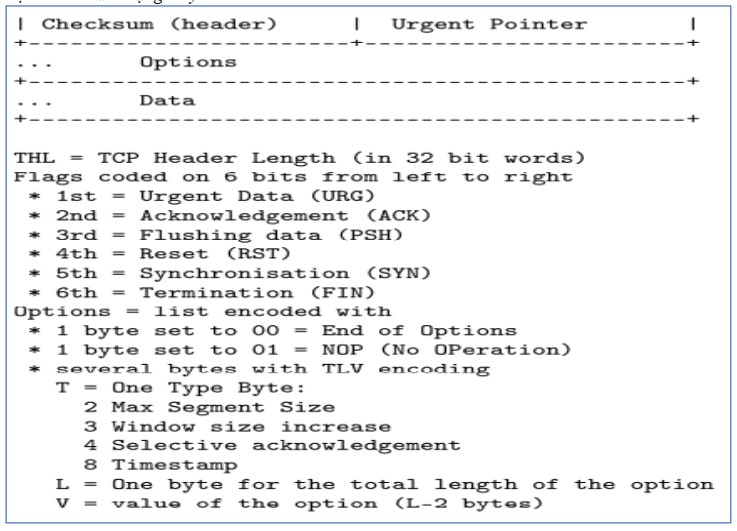 | Checksum (header) | Urgent Pointer |
+-----------------------+-----------------------+
... Options
+-----------------------------------------------+
... Data
+-----------------------------------------------+
THL = TCP Header Length (in 32 bit words)
Flags coded on 6 bits from left to right
* 1st = Urgent Data (URG)
* 2nd = Acknowledgement (ACK)
* 3rd = Flushing data (PSH)
* 4th = Reset (RST)
* 5th = Synchronisation (SYN)
* 6th = Termination (FIN)
Options = list encoded with
* 1 byte set to 00 = End of Options
* 1 byte set to 01 = NOP (No OPeration)
* several bytes with TLV encoding
T = One Type Byte:
2 Max Segment Size
3 Window size increase
4 Selective acknowledgement
8 Timestamp
L = One byte for the total length of the option
V = value of the option (L-2 bytes)